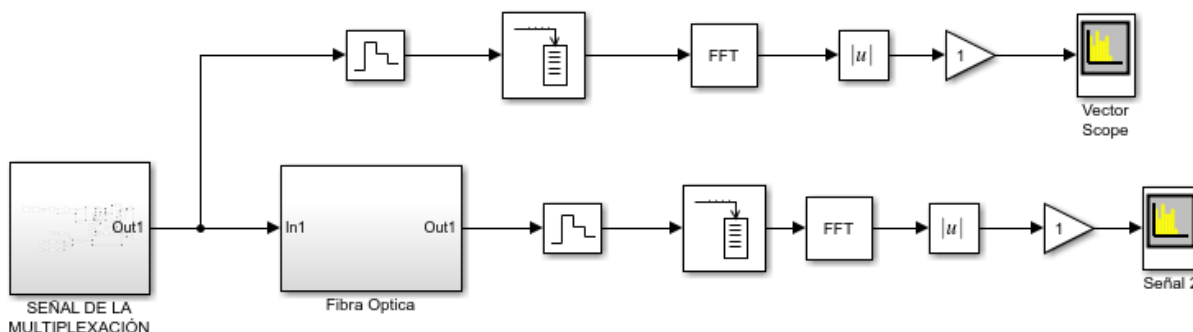 FFT
|u|
1
Vector
Scope
Out1
In1
Out1
FFT
|u|
1
SEÑAL DE LA
MULTIPLEXACIÓN
Fibra Optica
Señal 2